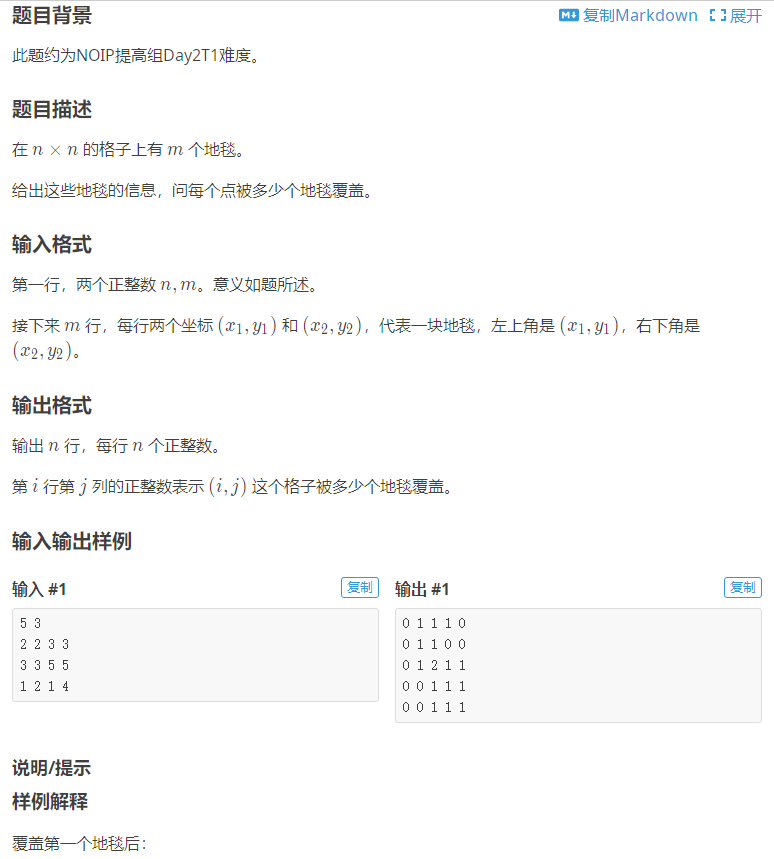 题目背景
复制Markdown 展开
此题约为NOIP提高组Day2T1难度。
题目描述
在 n × n 的格子上有 m 个地毯。
给出这些地毯的信息，问每个点被多少个地毯覆盖。
输入格式
第一行，两个正整数 n, m。意义如题所述。
接下来 m 行，每行两个坐标 (x1, y1) 和 (x2, y2)，代表一块地毯，左上角是 (x1, y1)，右下角是
(x2, y2)。
输出格式
输出 n 行，每行 n 个正整数。
第 i 行第 j 列的正整数表示 (i, j) 这个格子被多少个地毯覆盖。
输入输出样例
输入 #1
复制
5 3
2 2 3 3
3 3 5 5
1 2 1 4
输出 #1
复制
0 1 1 1 0
0 1 1 0 0
0 1 2 1 1
0 0 1 1 1
0 0 1 1 1
说明/提示
样例解释
覆盖第一个地毯后：